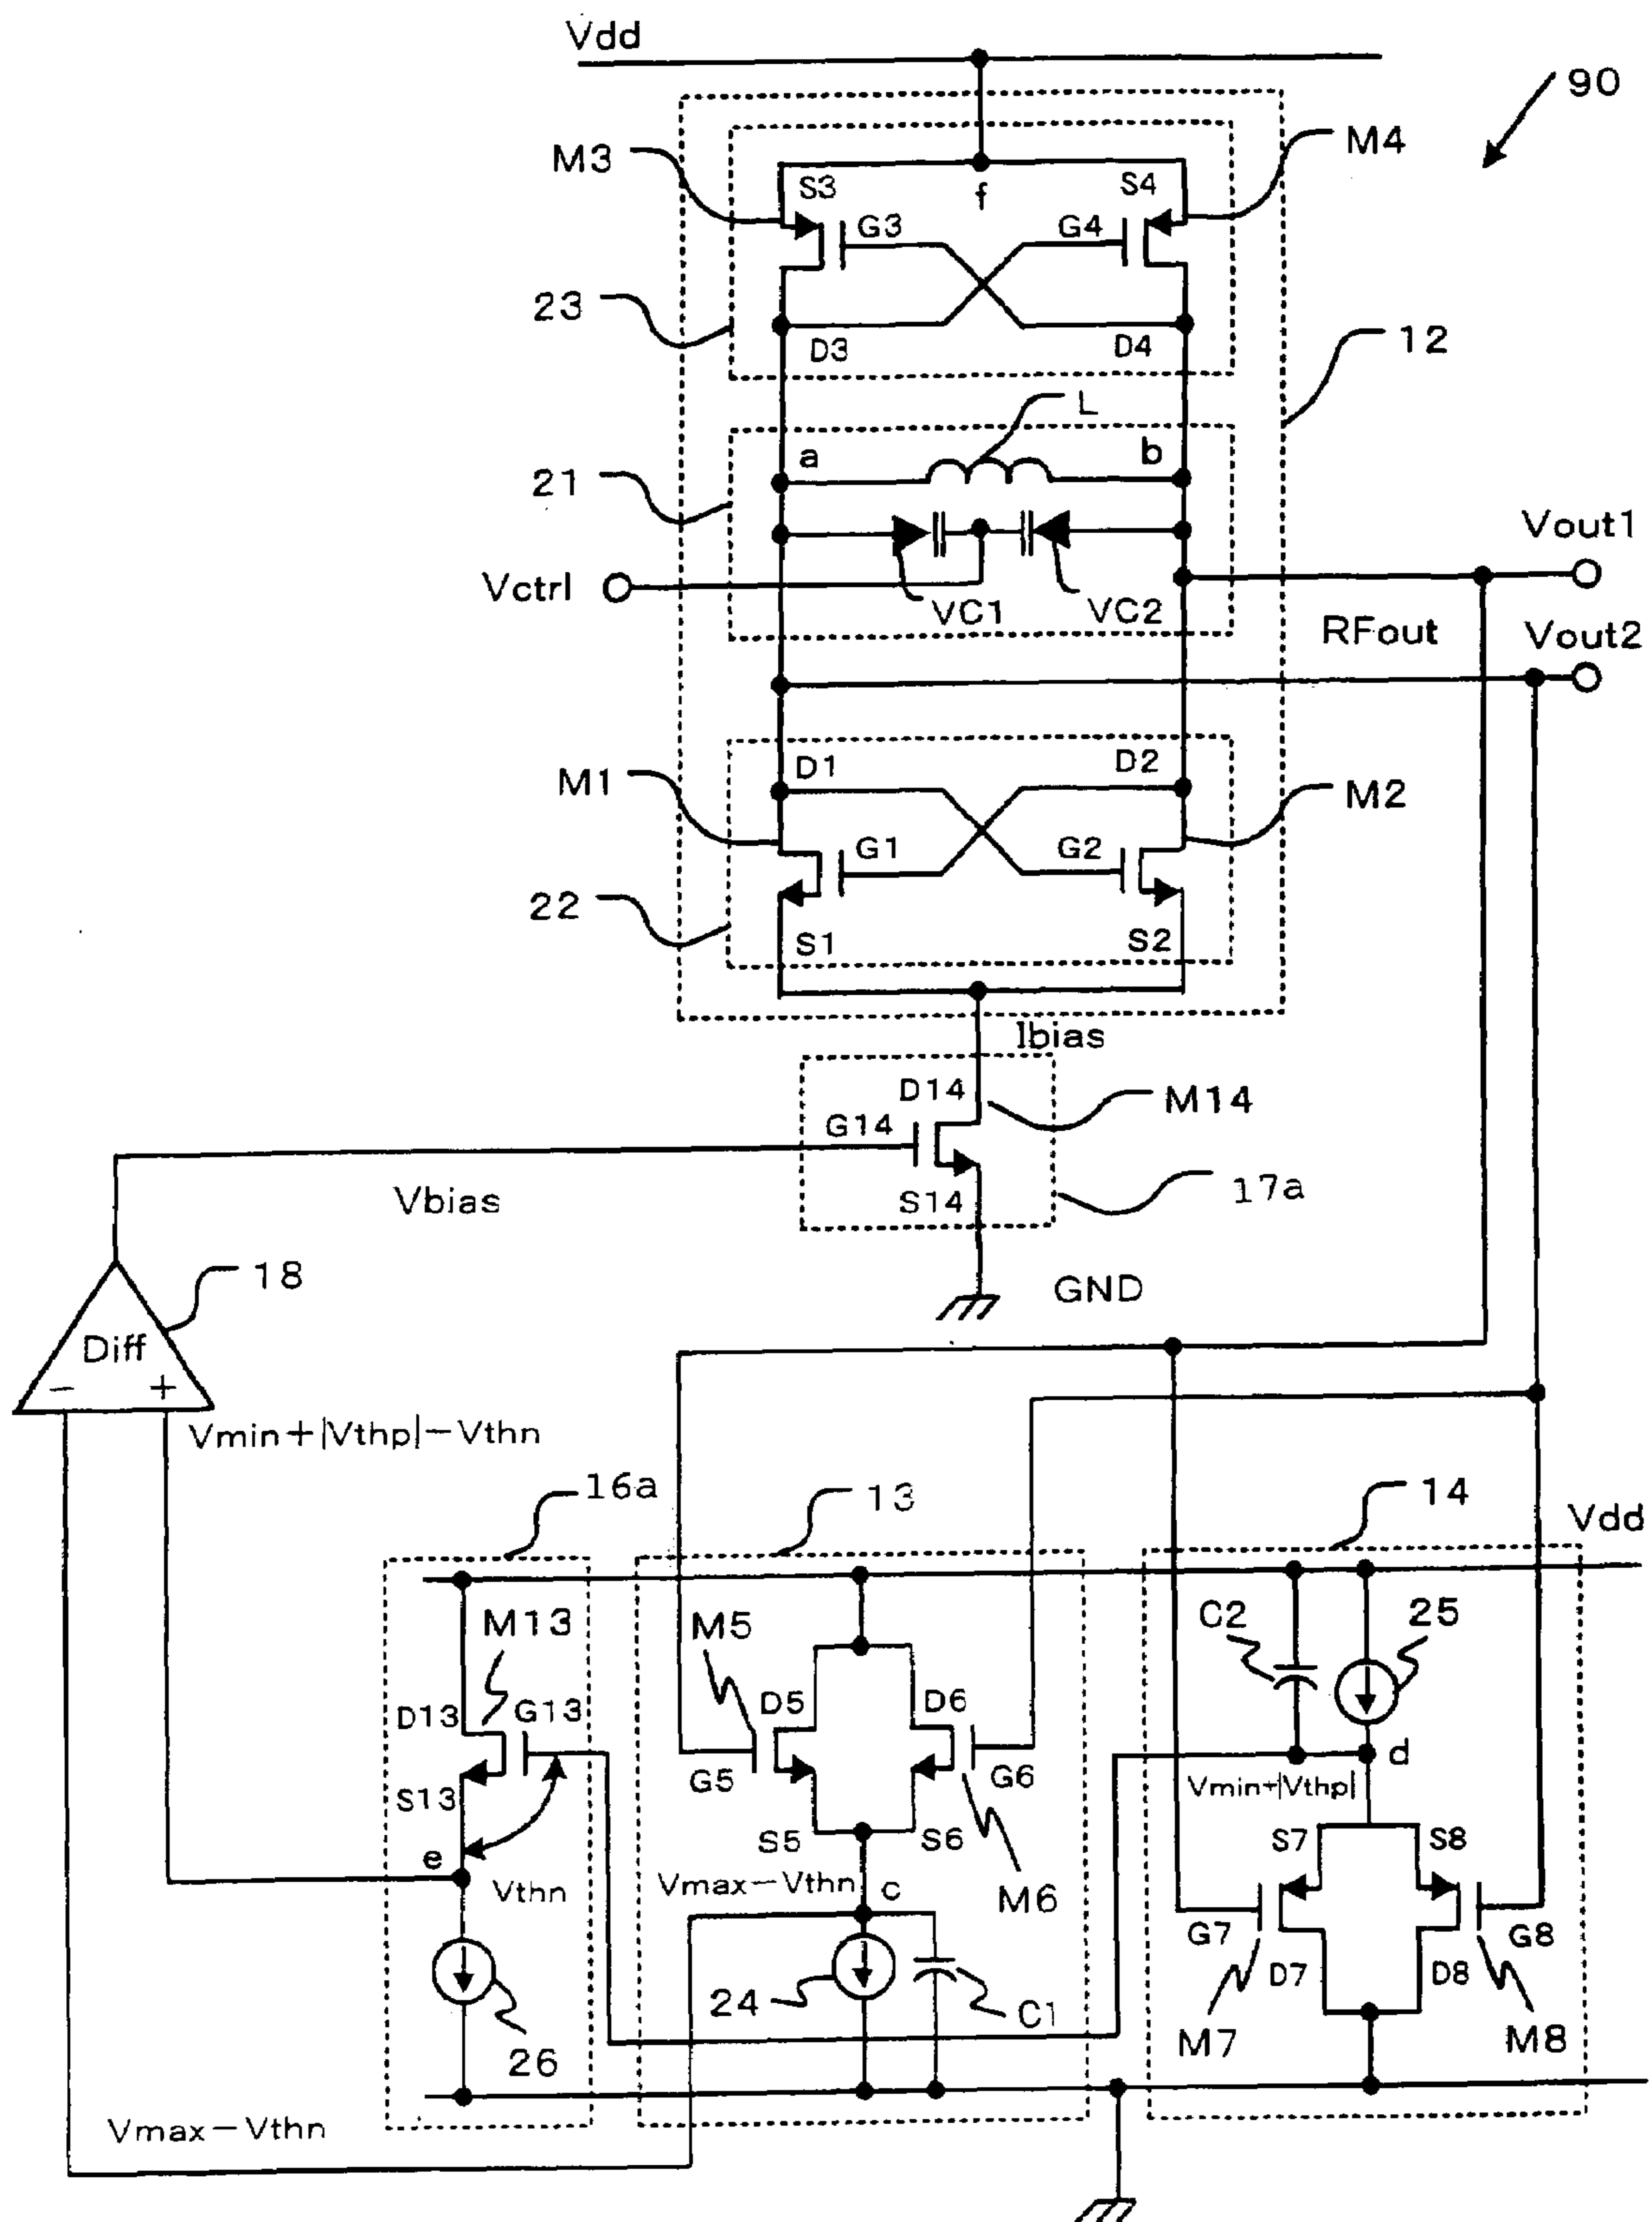 Vdd
90
M3
M4
S3
f
S4
G3
G4
23
D3
D4
12
L
a
b
21
Vout1
Vctrl
VC1
VC2
RFout
Vout2
D1
D2
M1
M2
G1
G2
22
S1
S2
Ibias
D14
M14
G14
17a
Vbias
S14
18
GND
Diff
− +
Vmin+|Vthp|−Vthn
16a
13
14
Vdd
M13
M5
C2
25
D13
G13
D5
D6
G5
G6
d
S13
Vmin+|Vthp|
e
S5
S6
S7
S8
Vthn
Vmax−Vthn
c
M6
G7
G8
24
C1
D7
D8
26
M7
M8
Vmax−Vthn